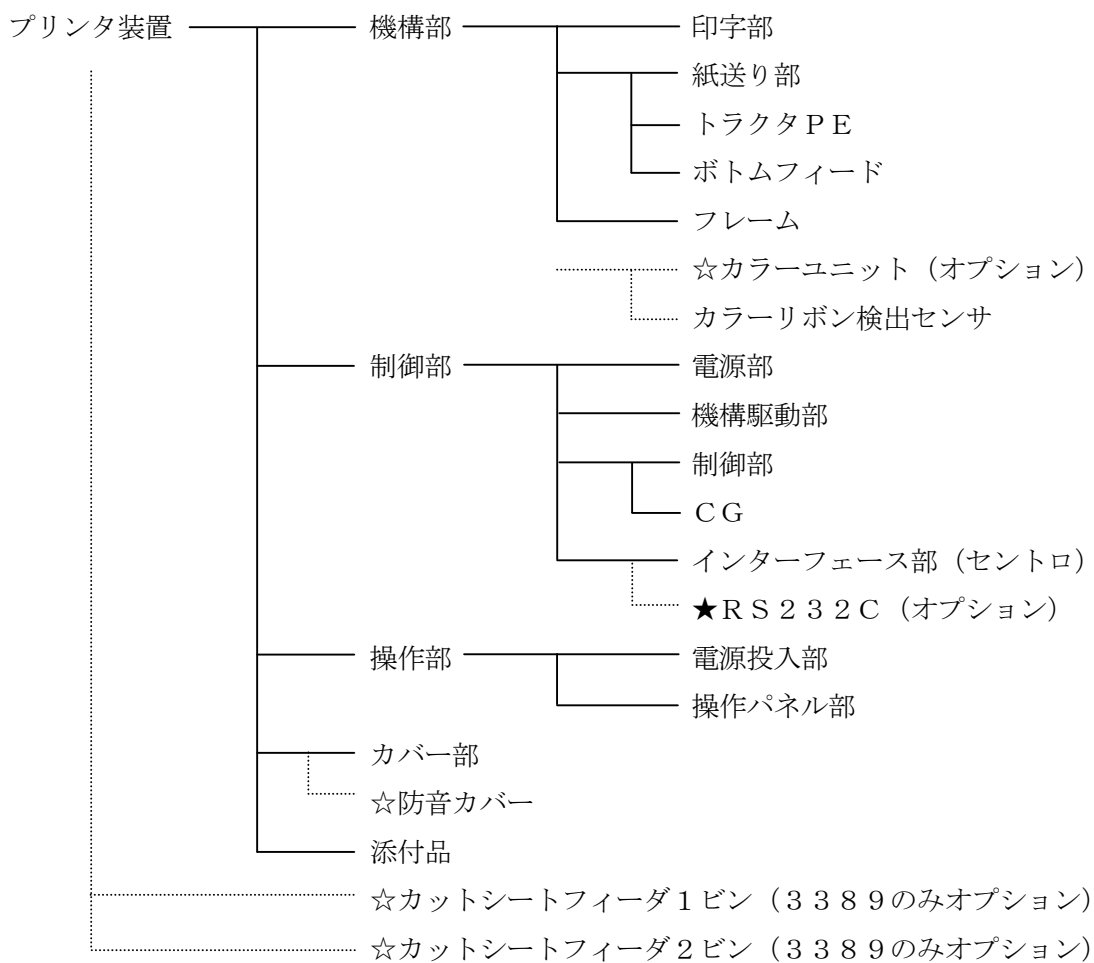 プリンタ装置 機構部 印字部
紙送り部
トラクタＰＥ
ボトムフィード
フレーム
☆カラーユニット（オプション）
カラーリボン検出センサ
制御部 電源部
機構駆動部
制御部
ＣＧ
インターフェース部（セントロ）
★ＲＳ２３２Ｃ（オプション）
操作部 電源投入部
操作パネル部
カバー部
☆防音カバー
添付品
☆カットシートフィーダ１ビン（３３８９のみオプション）
☆カットシートフィーダ２ビン（３３８９のみオプション）